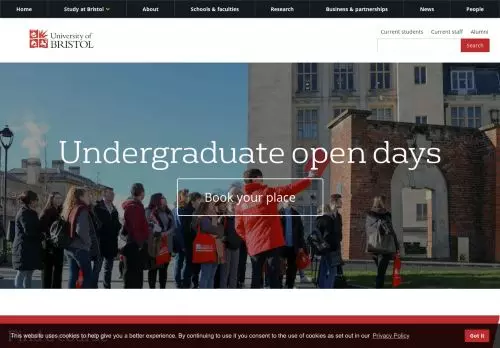 Home Study at Bristol About Schools & faculties Research Business & partnerships News People
University of
BRISTOL
Current students Current staff Alumni
Search
Undergraduate open days
Book your place
This website uses cookies to help give you a better experience. By continuing to use it you consent to the use of cookies as set out in our Privacy Policy
Got it